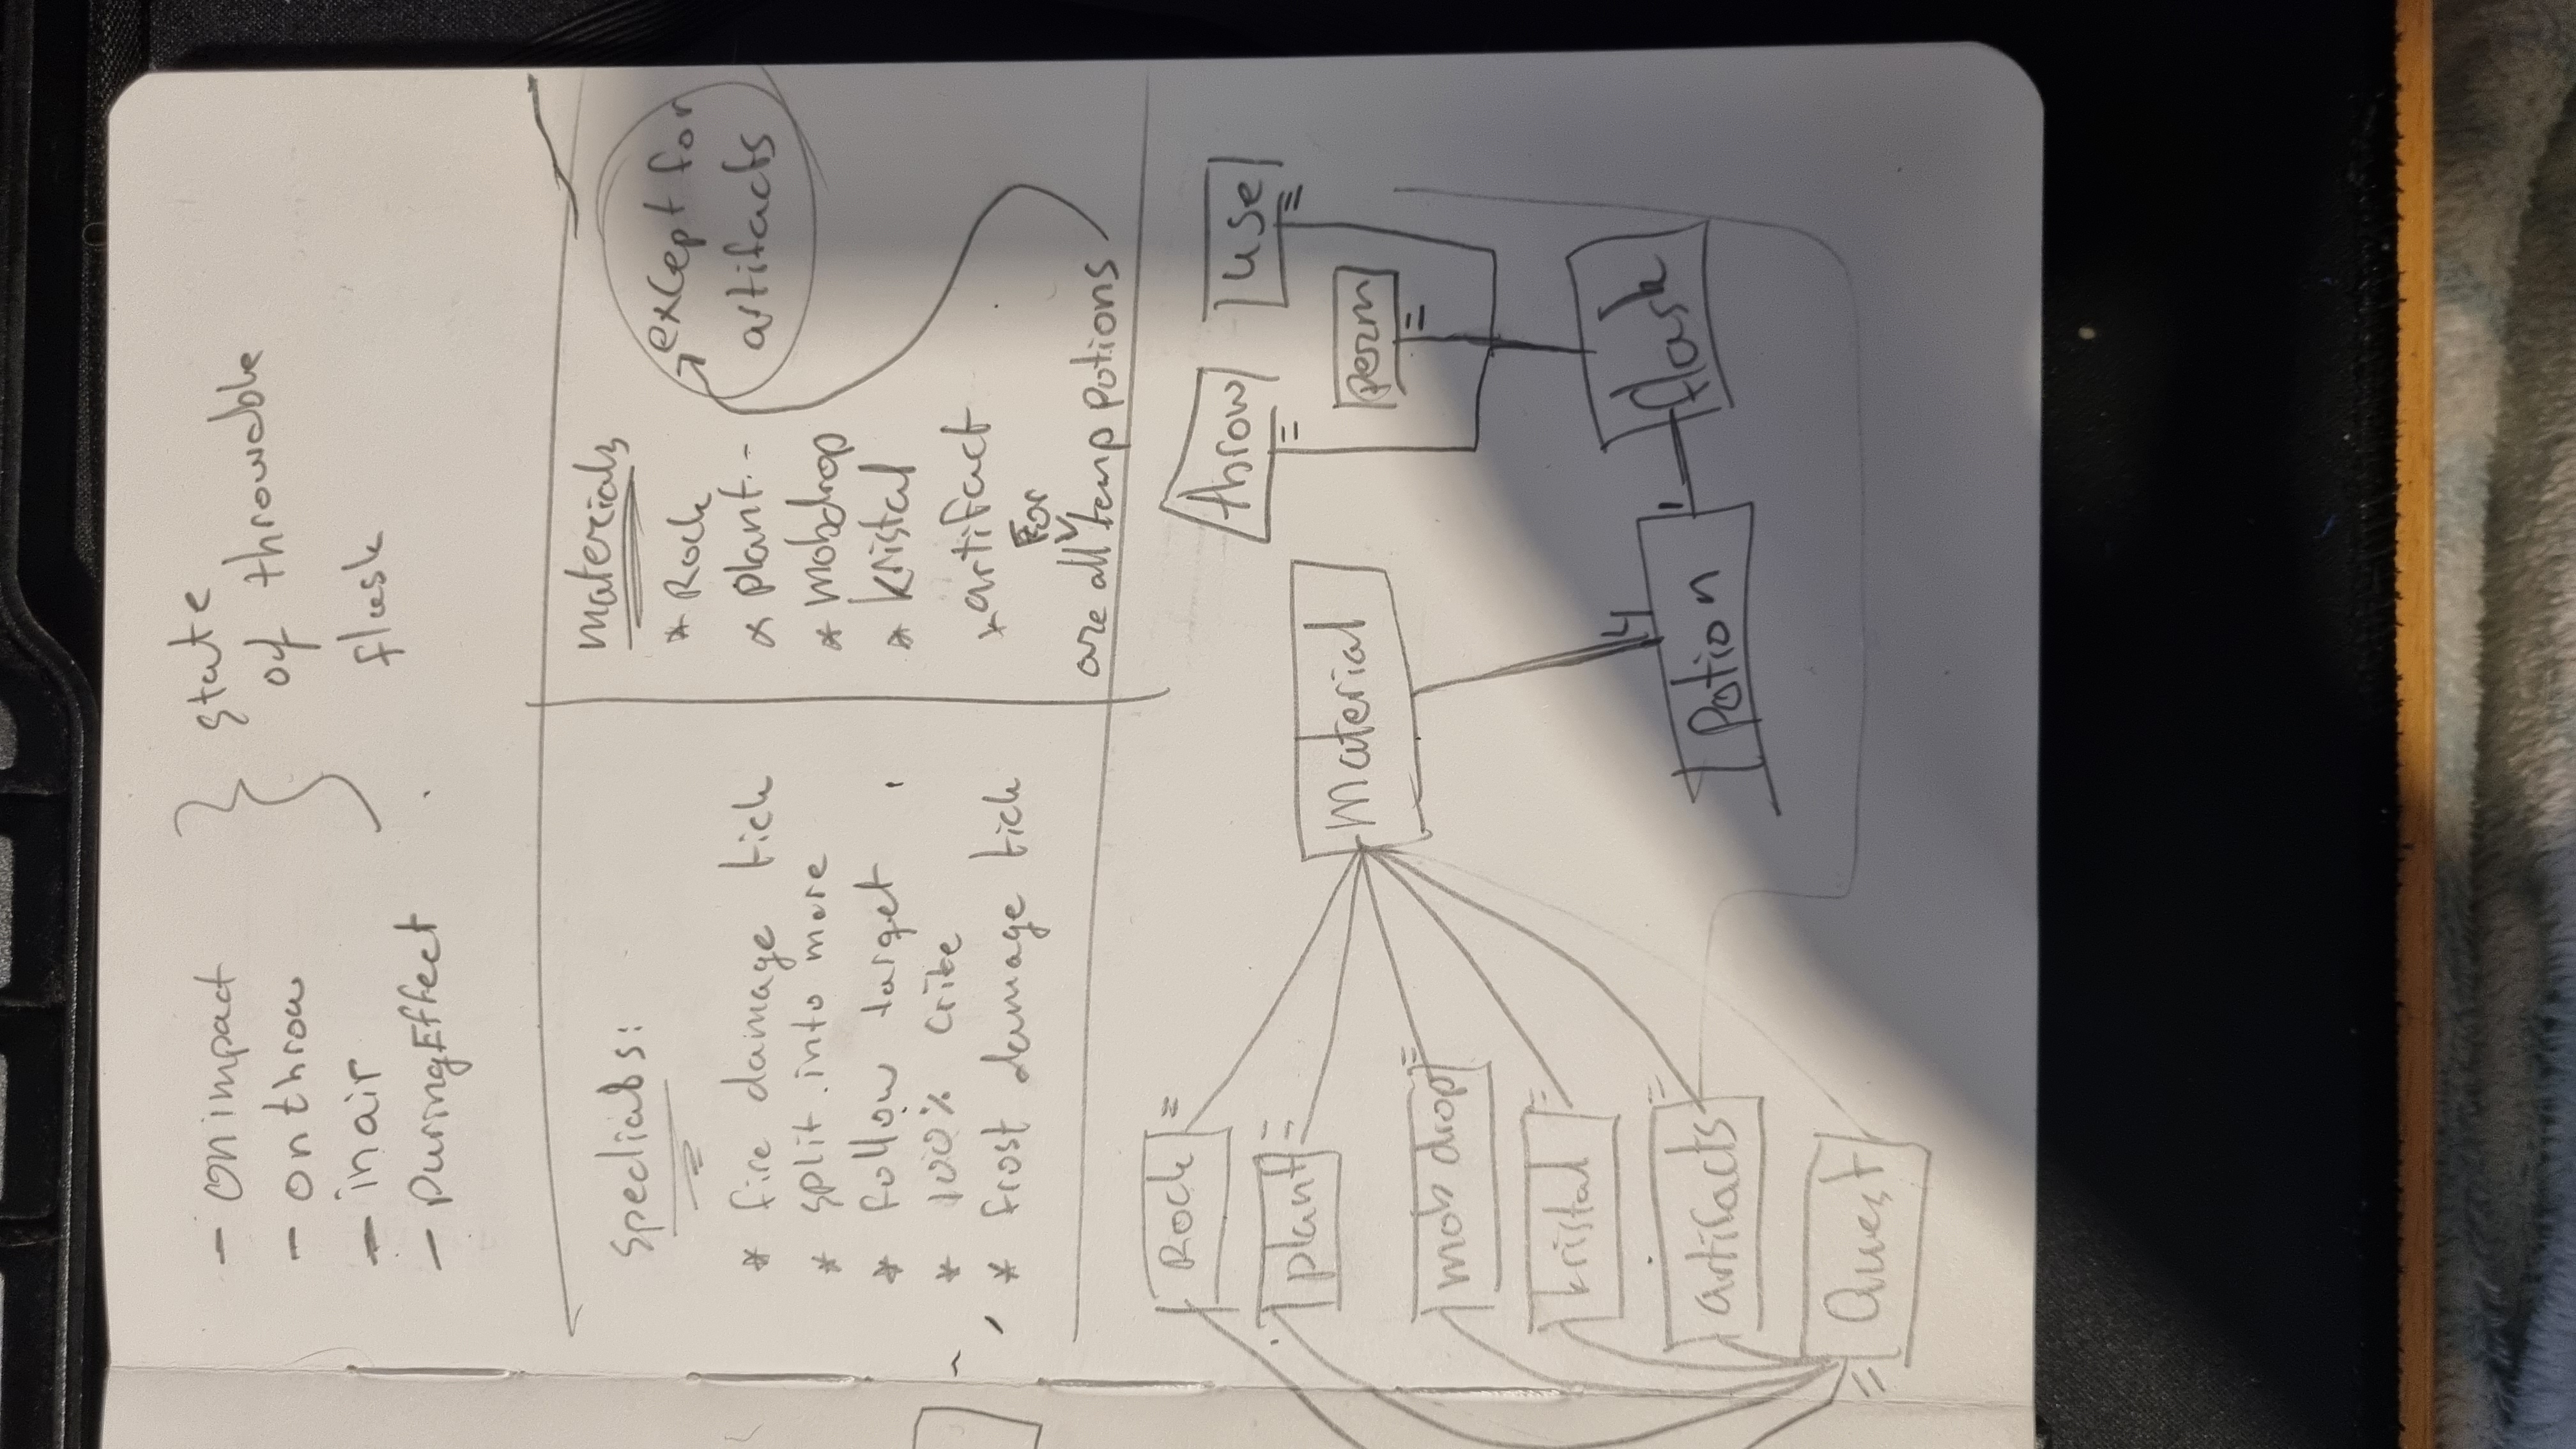 - onimpact
- onthrow
- inair
- DuringEffect
state
of throwable
flask
specials:
* fire damage tick
* split into more
* follow target
* 100% crite
* frost damage tick
materials
* Rock
* plant
* mobdrop
* kristal
* artifact
For
are all temp potions
except for
artifacts
Rock =
plant =
mob drop =
kristal =
artifacts =
Quest =
Material
4
Potion
1
flask
throw =
use =
perm =